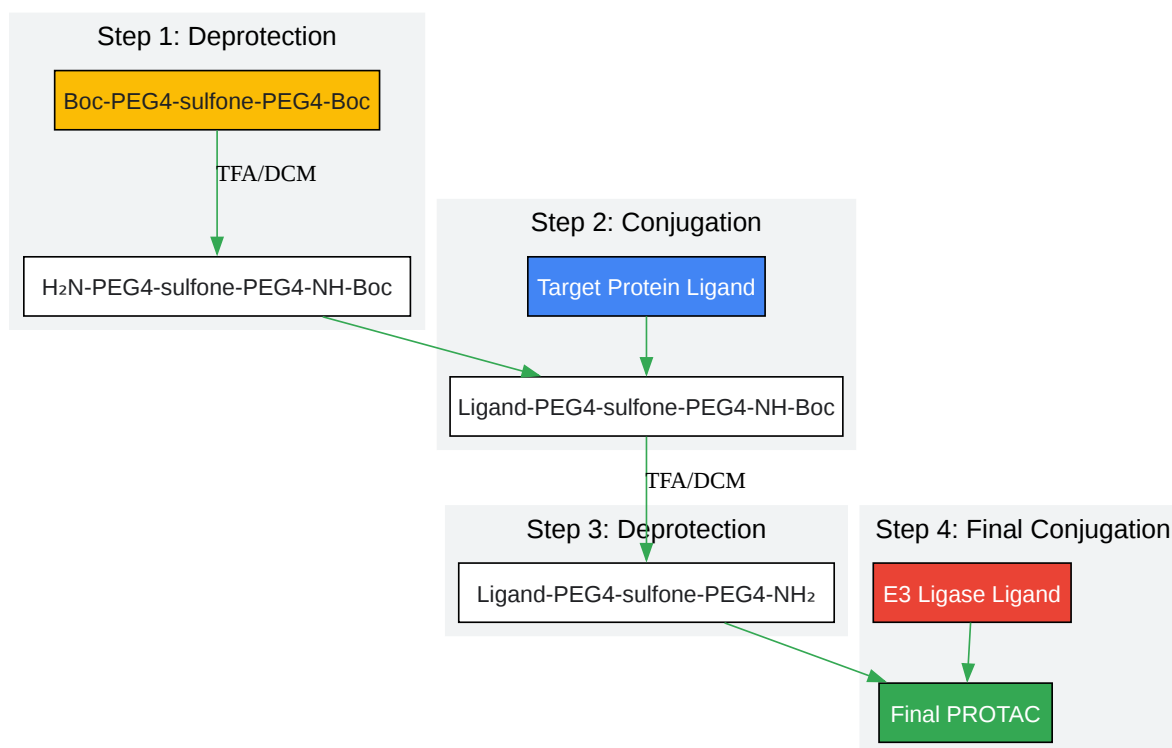 Step 1: Deprotection
Boc-PEG4-sulfone-PEG4-Boc
TFA/DCM
H₂N-PEG4-sulfone-PEG4-NH-Boc
Step 2: Conjugation
Target Protein Ligand
Ligand-PEG4-sulfone-PEG4-NH-Boc
TFA/DCM
Step 3: Deprotection
Ligand-PEG4-sulfone-PEG4-NH₂
Step 4: Final Conjugation
E3 Ligase Ligand
Final PROTAC